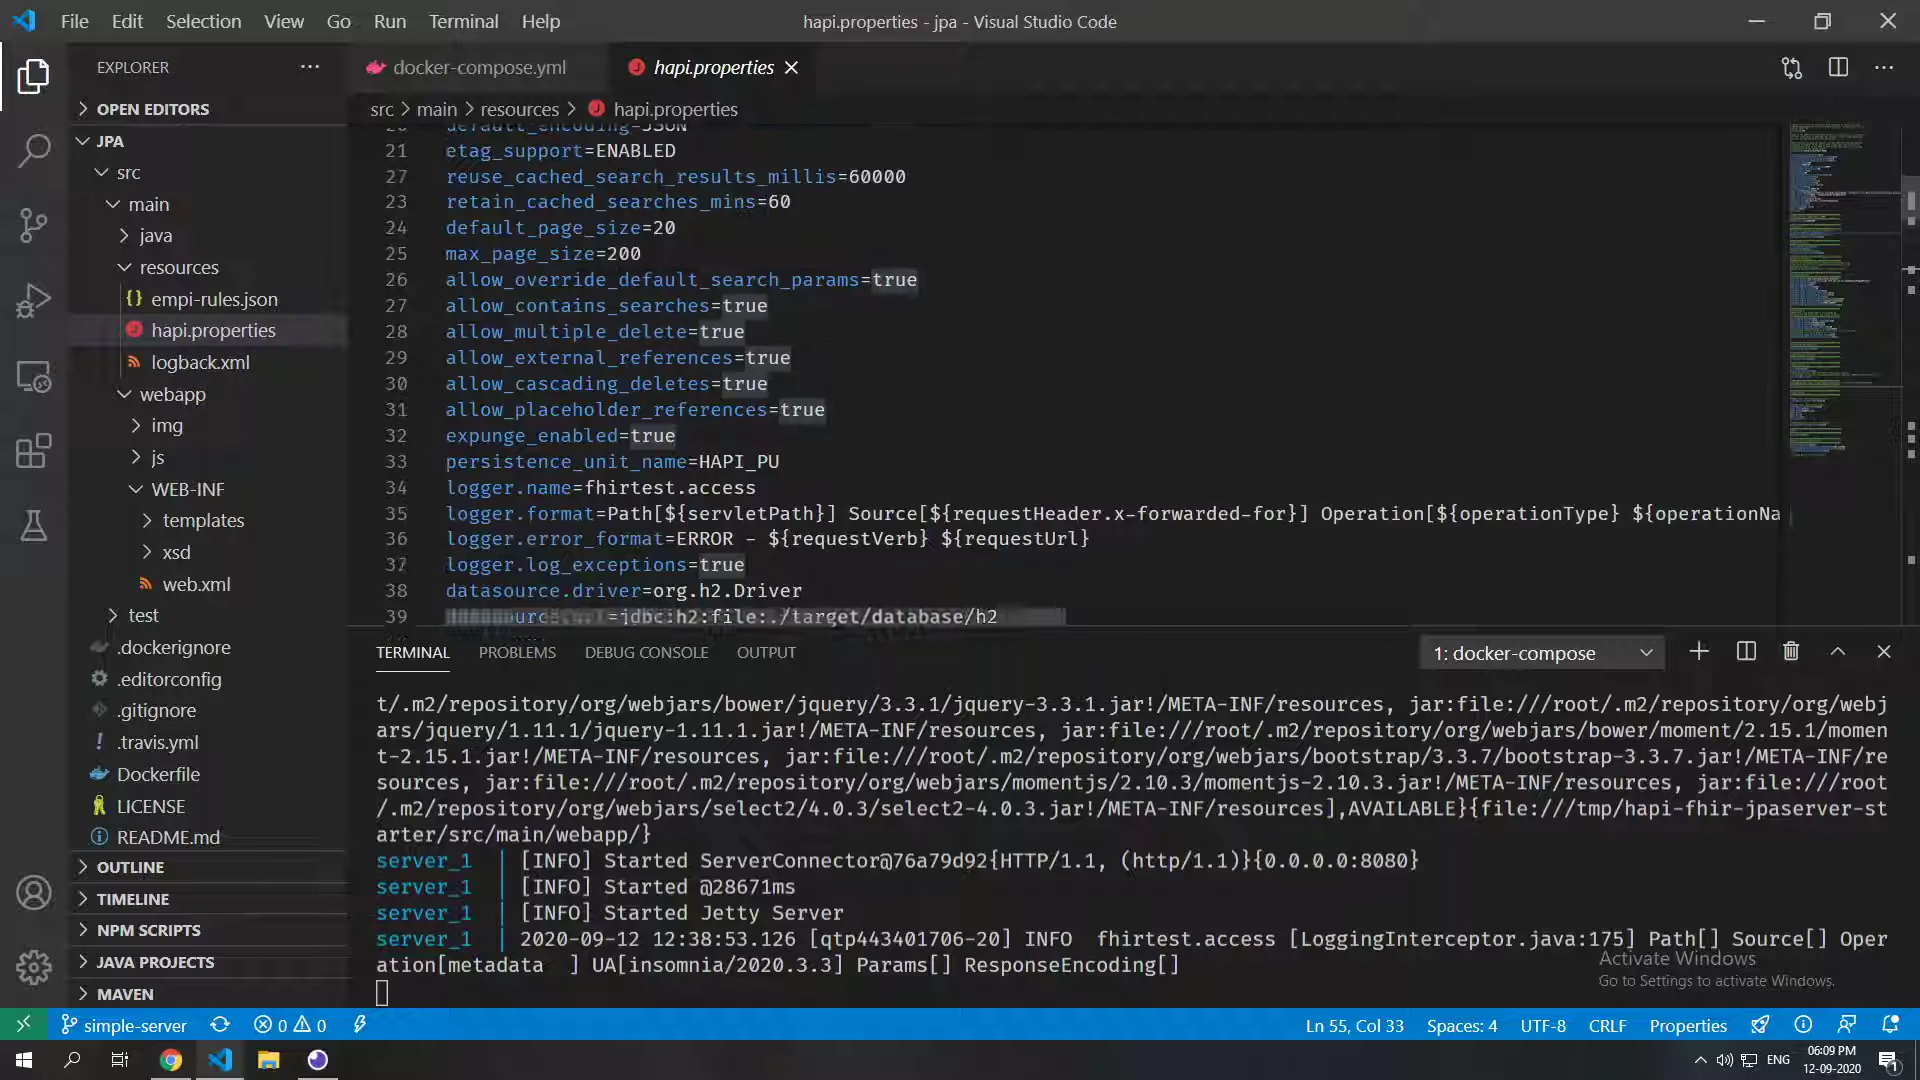 File Edit Selection View Go Run Terminal Help
hapi.properties - jpa - Visual Studio Code
EXPLORER
OPEN EDITORS
JPA
src
main
java
resources
empi-rules.json
hapi.properties
logback.xml
webapp
img
js
WEB-INF
templates
xsd
web.xml
test
.dockerignore
.editorconfig
.gitignore
.travis.yml
Dockerfile
LICENSE
README.md
OUTLINE
TIMELINE
NPM SCRIPTS
JAVA PROJECTS
MAVEN
docker-compose.yml
hapi.properties
src > main > resources > hapi.properties
default_encoding=JSON
21 etag_support=ENABLED
27 reuse_cached_search_results_millis=60000
23 retain_cached_searches_mins=60
24 default_page_size=20
25 max_page_size=200
26 allow_override_default_search_params=true
27 allow_contains_searches=true
28 allow_multiple_delete=true
29 allow_external_references=true
30 allow_cascading_deletes=true
31 allow_placeholder_references=true
32 expunge_enabled=true
33 persistence_unit_name=HAPI_PU
34 logger.name=fhirtest.access
35 logger.format=Path[${servletPath}] Source[${requestHeader.x-forwarded-for}] Operation[${operationType} ${operationNa
36 logger.error_format=ERROR - ${requestVerb} ${requestUrl}
37 logger.log_exceptions=true
38 datasource.driver=org.h2.Driver
39 =jdbc:h2:file:./target/database/h2
TERMINAL PROBLEMS DEBUG CONSOLE OUTPUT
1: docker-compose
t/.m2/repository/org/webjars/bower/jquery/3.3.1/jquery-3.3.1.jar!/META-INF/resources, jar:file:///root/.m2/repository/org/webj
ars/jquery/1.11.1/jquery-1.11.1.jar!/META-INF/resources, jar:file:///root/.m2/repository/org/webjars/bower/moment/2.15.1/momen
t-2.15.1.jar!/META-INF/resources, jar:file:///root/.m2/repository/org/webjars/bootstrap/3.3.7/bootstrap-3.3.7.jar!/META-INF/re
sources, jar:file:///root/.m2/repository/org/webjars/momentjs/2.10.3/momentjs-2.10.3.jar!/META-INF/resources, jar:file:///root
/.m2/repository/org/webjars/select2/4.0.3/select2-4.0.3.jar!/META-INF/resources],AVAILABLE}{file:///tmp/hapi-fhir-jpaserver-st
arter/src/main/webapp/}
server_1 | [INFO] Started ServerConnector@76a79d92{HTTP/1.1, (http/1.1)}{0.0.0.0:8080}
server_1 | [INFO] Started @28671ms
server_1 | [INFO] Started Jetty Server
server_1 | 2020-09-12 12:38:53.126 [qtp443401706-20] INFO fhirtest.access [LoggingInterceptor.java:175] Path[] Source[] Oper
ation[metadata ] UA[insomnia/2020.3.3] Params[] ResponseEncoding[]
Activate Windows
Go to Settings to activate Windows.
simple-server 0 0
Ln 55, Col 33 Spaces: 4 UTF-8 CRLF Properties
ENG
06:09 PM
12-09-2020
1